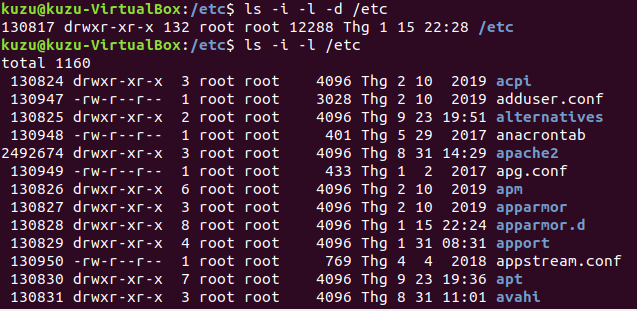 kuzu@kuzu-VirtualBox:/etc$ ls -i -l -d /etc
130817 drwxr-xr-x 132 root root 12288 Thg 1 15 22:28 /etc
kuzu@kuzu-VirtualBox:/etc$ ls -i -l /etc
total 1160
 130824 drwxr-xr-x  3 root root    4096 Thg 2 10  2019 acpi
 130947 -rw-r--r--  1 root root    3028 Thg 2 10  2019 adduser.conf
 130825 drwxr-xr-x  2 root root    4096 Thg 9 23 19:51 alternatives
 130948 -rw-r--r--  1 root root     401 Thg 5 29  2017 anacrontab
2492674 drwxr-xr-x  3 root root    4096 Thg 8 31 14:29 apache2
 130949 -rw-r--r--  1 root root     433 Thg 1  2  2017 apg.conf
 130826 drwxr-xr-x  6 root root    4096 Thg 2 10  2019 apm
 130827 drwxr-xr-x  3 root root    4096 Thg 2 10  2019 apparmor
 130828 drwxr-xr-x  8 root root    4096 Thg 1 15 22:24 apparmor.d
 130829 drwxr-xr-x  4 root root    4096 Thg 1 31 08:31 apport
 130950 -rw-r--r--  1 root root     769 Thg 4  4  2018 appstream.conf
 130830 drwxr-xr-x  7 root root    4096 Thg 9 23 19:36 apt
 130831 drwxr-xr-x  3 root root    4096 Thg 8 31 11:01 avahi